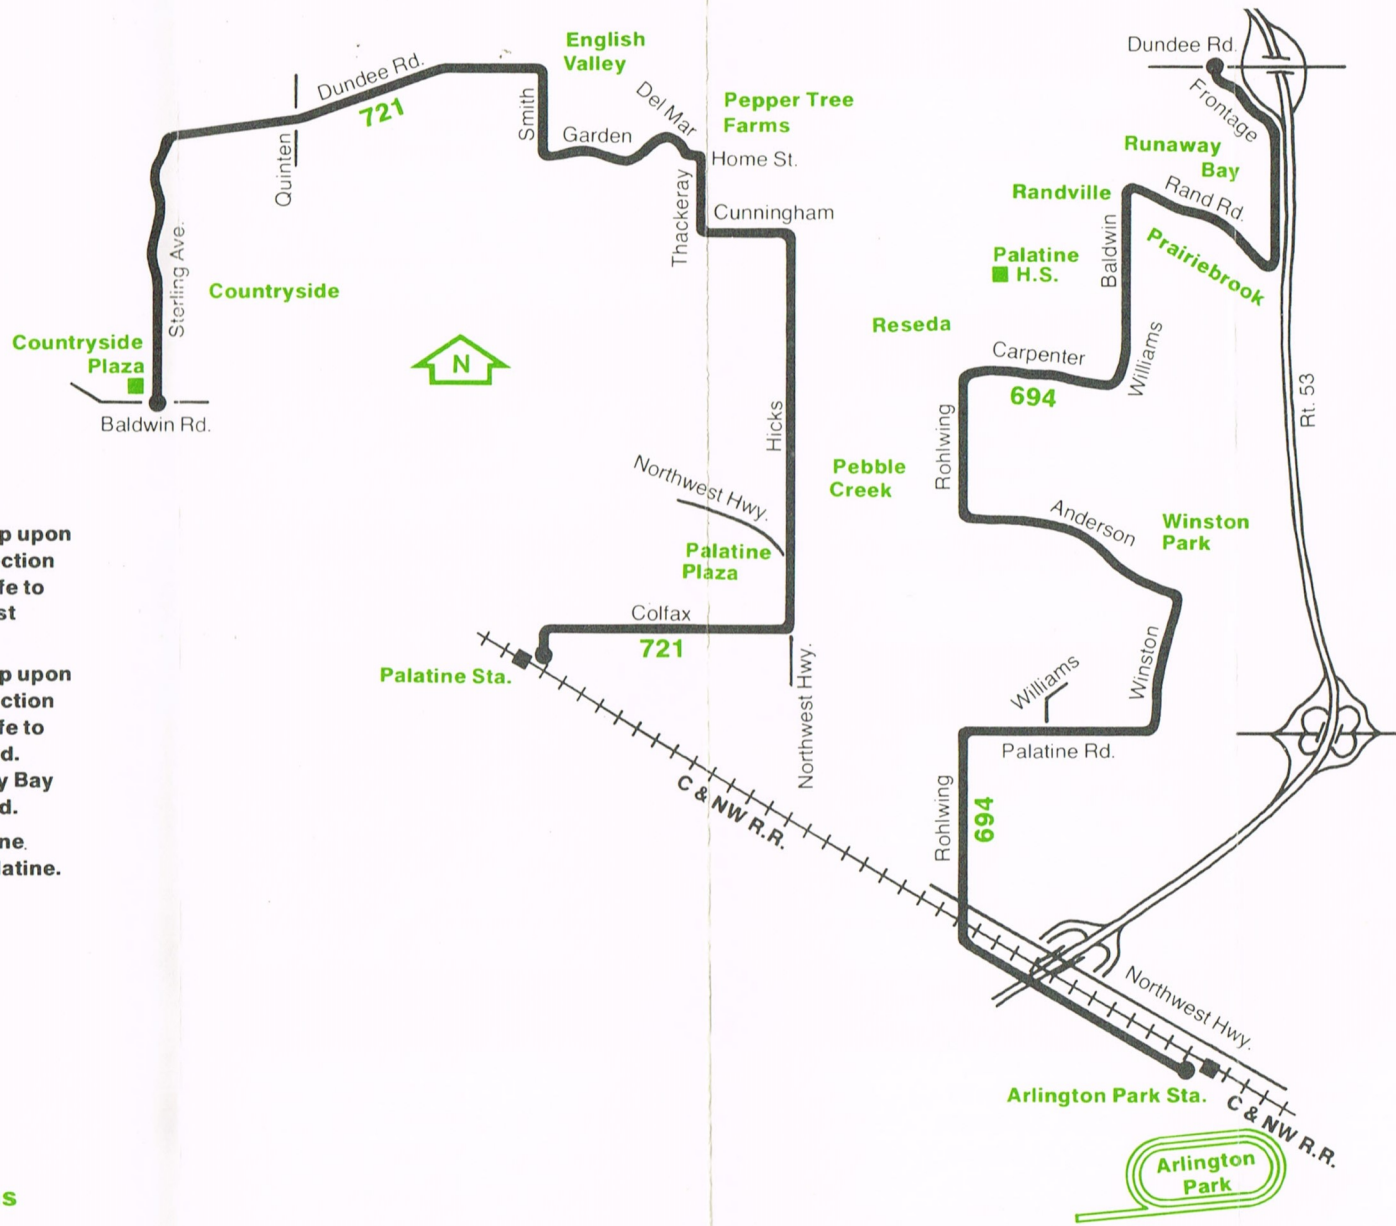 English
Valley
Dundee Rd.
721
Quinten
Smith
Garden
Del Mar
Pepper Tree
Farms
Home St.
Thackeray
Cunningham
Sterling Ave.
Countryside
Countryside
Plaza
Baldwin Rd.
N
Hicks
Northwest Hwy.
Palatine
Plaza
Colfax
721
Palatine Sta.
Northwest Hwy.
C & NW R.R.
Dundee Rd.
Frontage
Runaway
Bay
Randville
Rand Rd.
Baldwin
Prairiebrook
Palatine
H.S.
Reseda
Carpenter
694
Williams
Rt. 53
Rohlwing
Pebble
Creek
Anderson
Winston
Park
Winston
Williams
Palatine Rd.
Rohlwing
694
Northwest Hwy.
Arlington Park Sta.
C & NW R.R.
Arlington
Park
p upon
ction
fe to
st
p upon
ction
fe to
d.
y Bay
d.
ne.
latine.
s